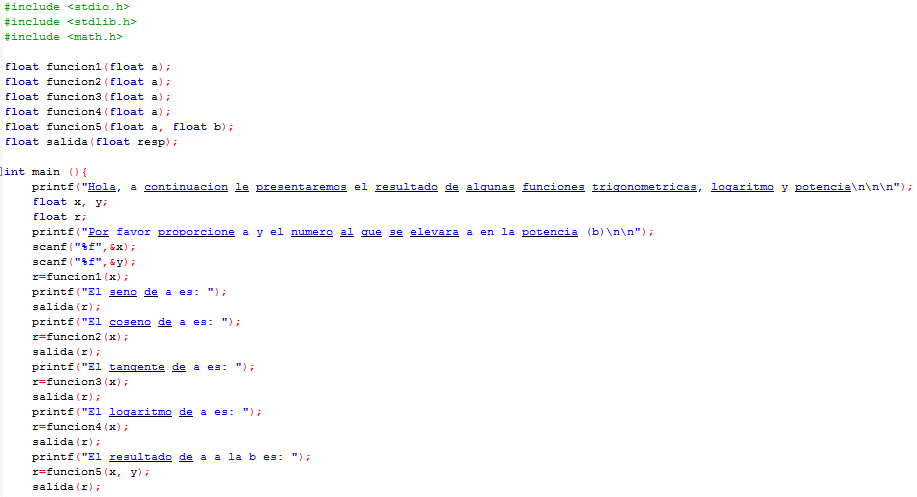 #include <stdio.h>
#include <stdlib.h>
#include <math.h>

float funcion1(float a);
float funcion2(float a);
float funcion3(float a);
float funcion4(float a);
float funcion5(float a, float b);
float salida(float resp);

int main (){
    printf("Hola, a continuacion le presentaremos el resultado de algunas funciones trigonometricas, logaritmo y potencia\n\n\n");
    float x, y;
    float r;
    printf("Por favor proporcione a y el numero al que se elevara a en la potencia (b)\n\n");
    scanf("%f",&x);
    scanf("%f",&y);
    r=funcion1(x);
    printf("El seno de a es: ");
    salida(r);
    printf("El coseno de a es: ");
    r=funcion2(x);
    salida(r);
    printf("El tangente de a es: ");
    r=funcion3(x);
    salida(r);
    printf("El logaritmo de a es: ");
    r=funcion4(x);
    salida(r);
    printf("El resultado de a a la b es: ");
    r=funcion5(x, y);
    salida(r);